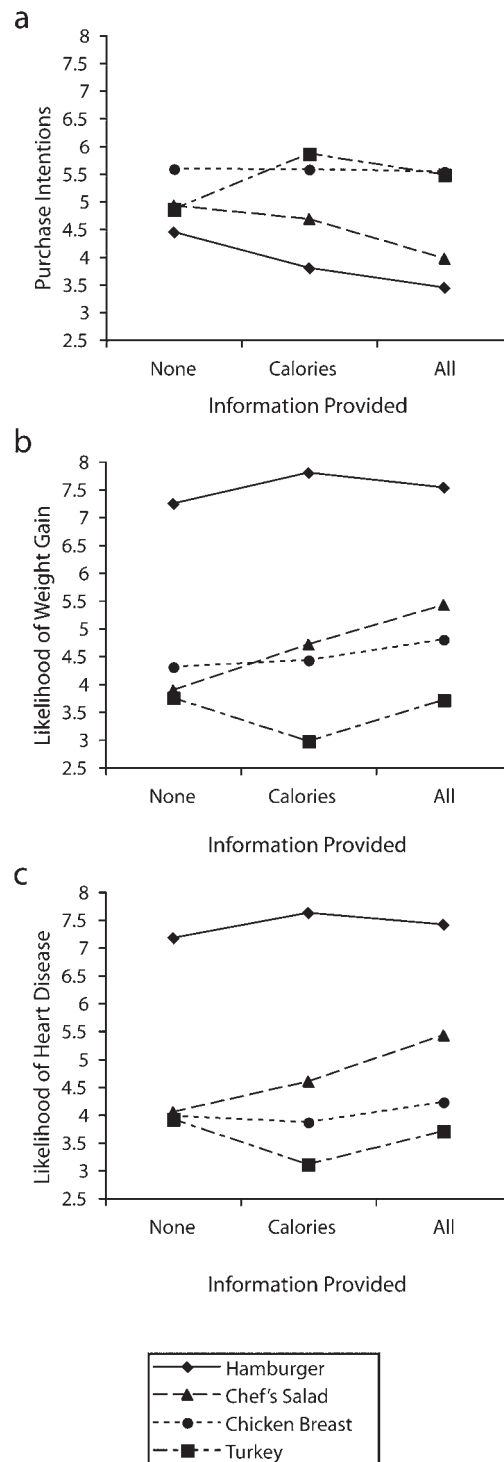 a
8
7.5
7
6.5
6
5.5
5
4.5
4
3.5
3
2.5
Purchase Intentions
None Calories All
Information Provided
b
8
7.5
7
6.5
6
5.5
5
4.5
4
3.5
3
2.5
Likelihood of Weight Gain
None Calories All
Information Provided
c
8
7.5
7
6.5
6
5.5
5
4.5
4
3.5
3
2.5
Likelihood of Heart Disease
None Calories All
Information Provided
Hamburger
Chef's Salad
Chicken Breast
Turkey